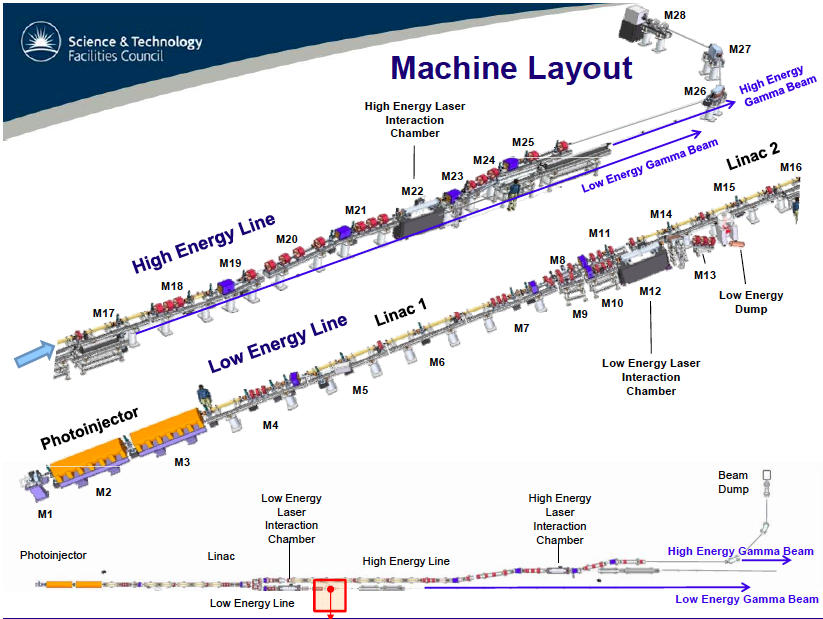 Science & Technology
Facilities Council
Machine Layout
M28
M27
M26
High Energy
Gamma Beam
High Energy Laser
Interaction
Chamber
M25
M24
M23
M22
M21
M20
M19
M18
M17
Low Energy Gamma Beam
High Energy Line
Linac 2
M16
M15
M14
M13
M12
M11
M10
M9
M8
M7
M6
M5
M4
Low Energy
Dump
Low Energy Laser
Interaction
Chamber
Linac 1
Low Energy Line
Photoinjector
M3
M2
M1
Beam
Dump
Low Energy
Laser
Interaction
Chamber
High Energy
Laser
Interaction
Chamber
Photoinjector
Linac
High Energy Line
High Energy Gamma Beam
Low Energy Line
Low Energy Gamma Beam